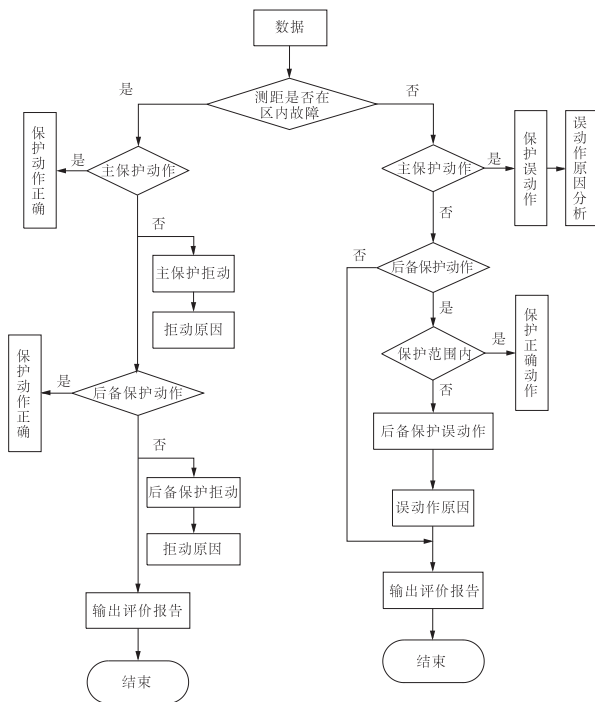 数据
测距是否在
区内故障
是
否
主保护动作
是
保护动作正确
否
主保护拒动
拒动原因
后备保护动作
是
保护动作正确
否
后备保护拒动
拒动原因
输出评价报告
结束
主保护动作
是
保护误动作
误动作原因分析
否
后备保护动作
否
是
保护范围内
是
保护正确动作
否
后备保护误动作
误动作原因
输出评价报告
结束